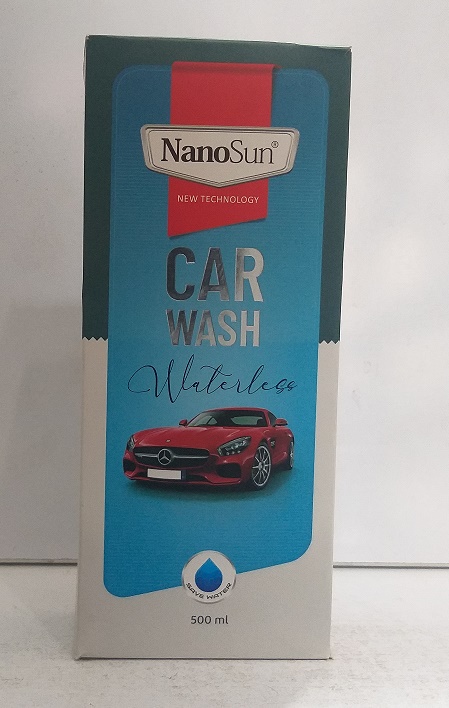 NanoSun®
NEW TECHNOLOGY
CAR
WASH
Waterless
SAVE WATER
500 ml